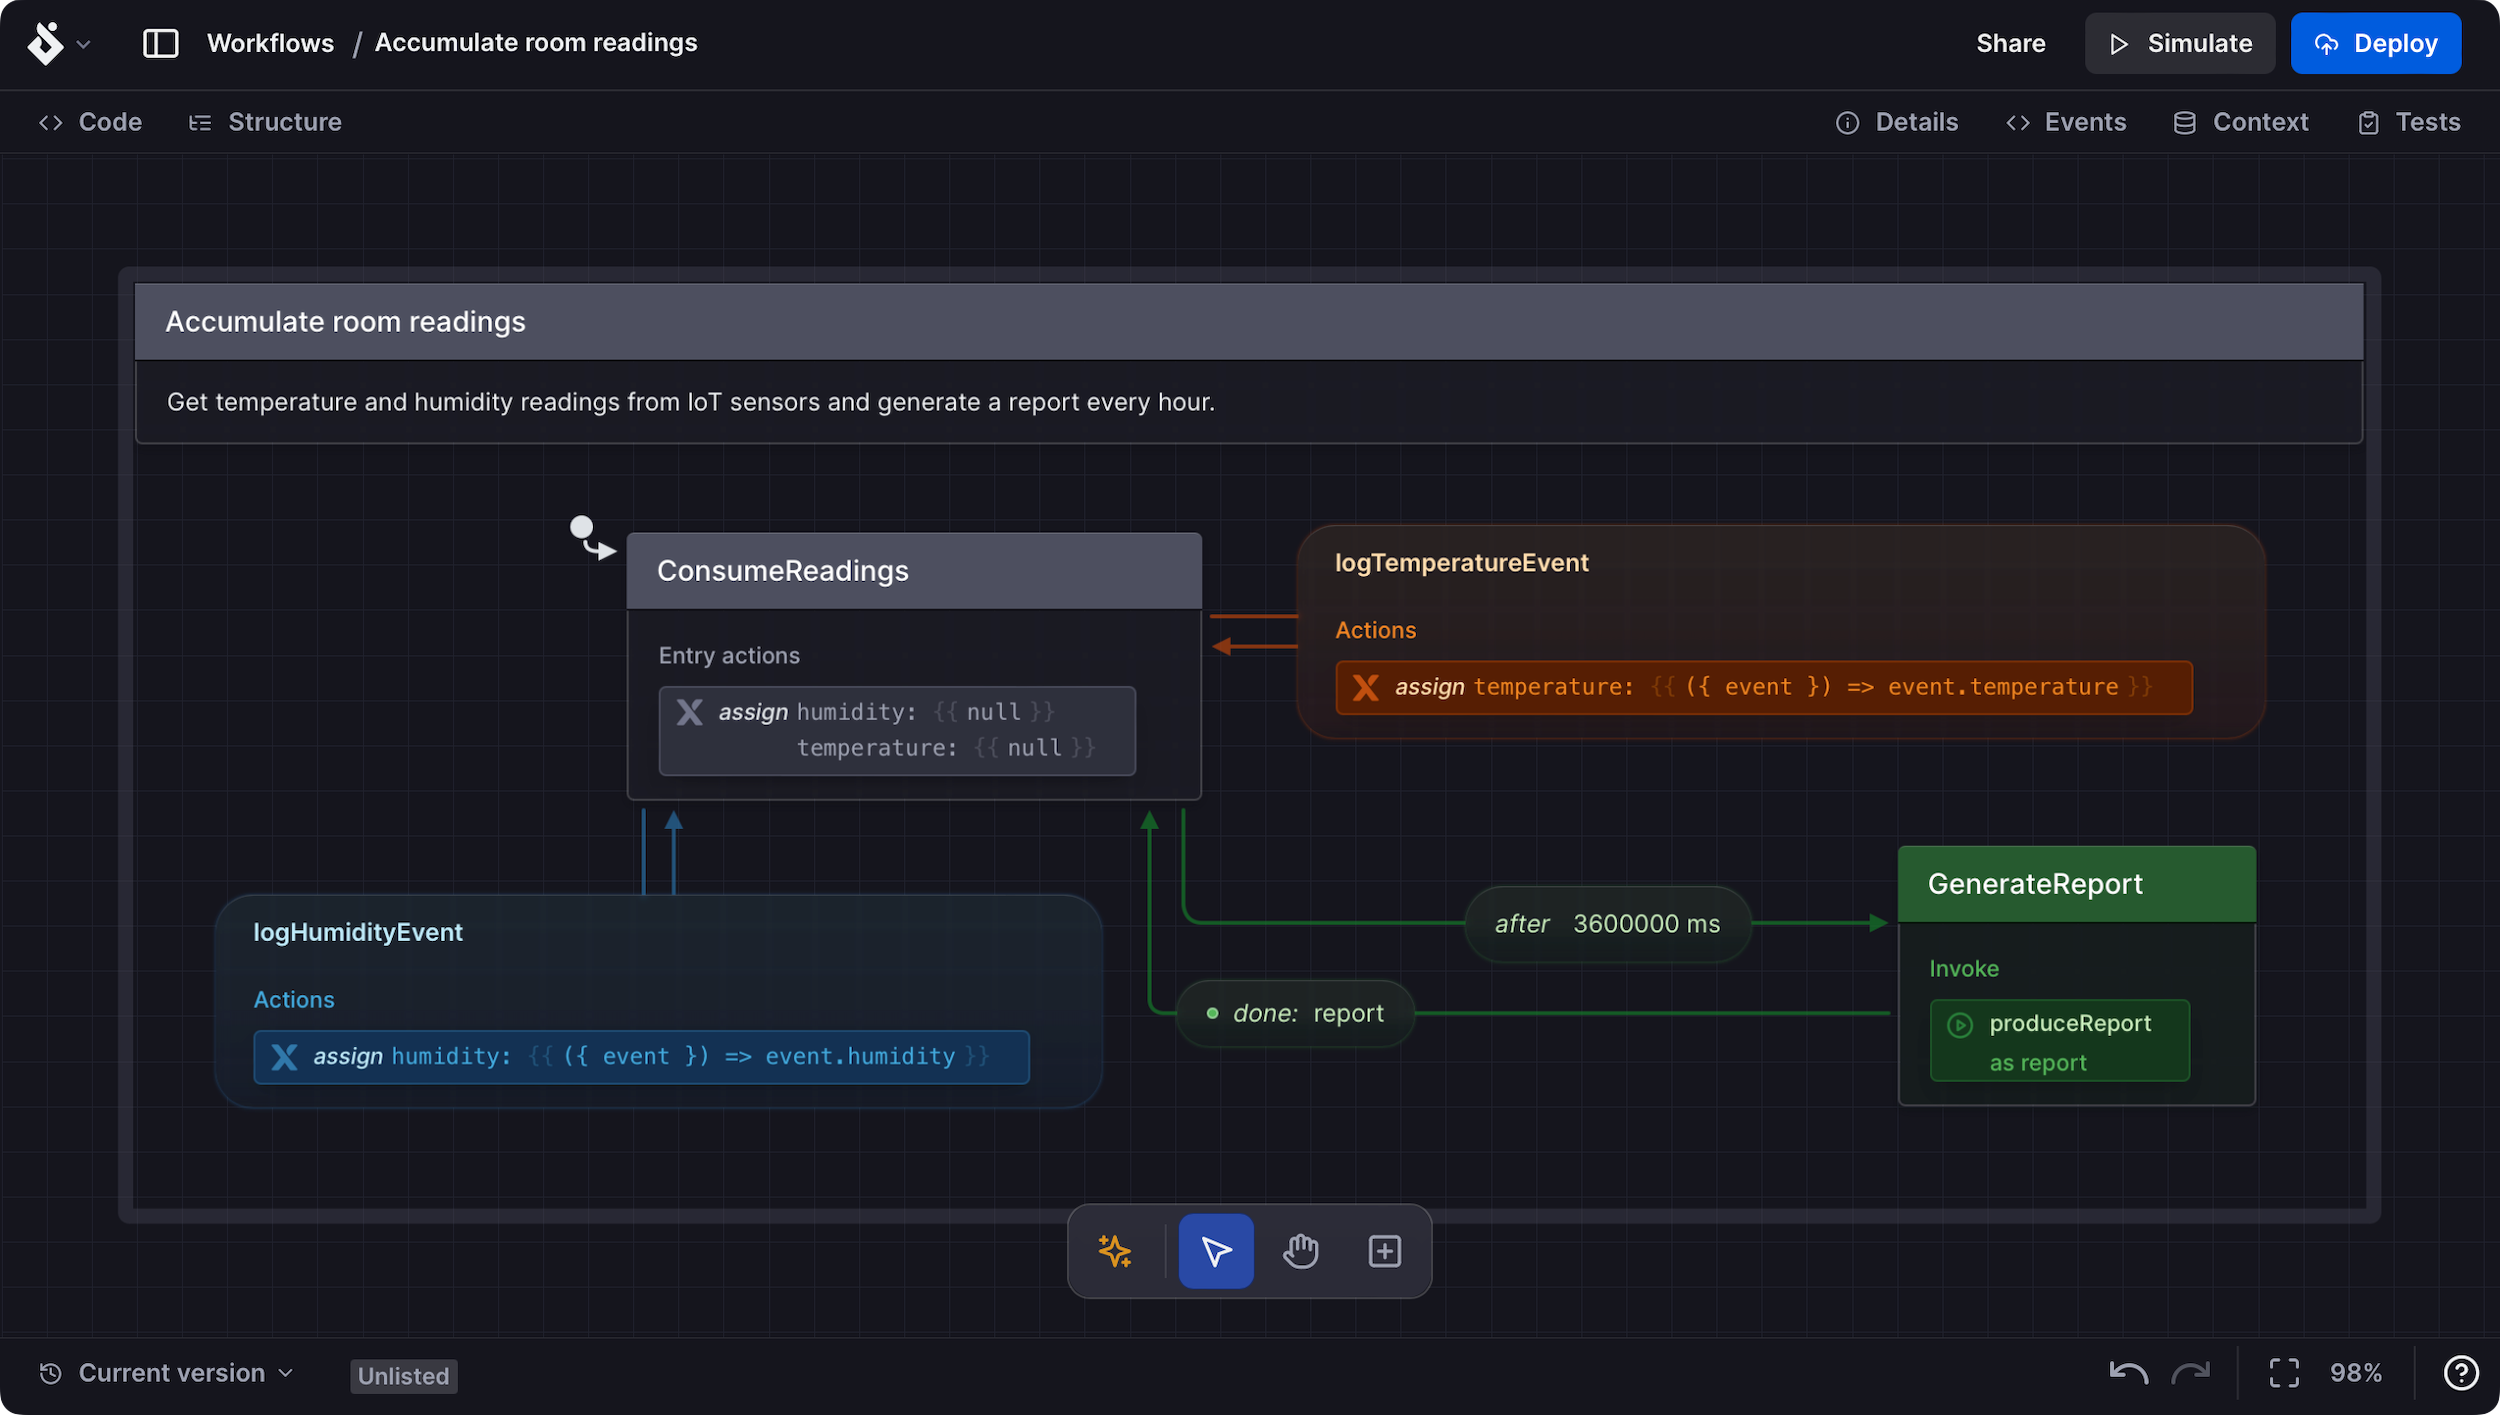 Workflows / Accumulate room readings
Share
Simulate
Deploy
Code
Structure
Details
Events
Context
Tests
Accumulate room readings
Get temperature and humidity readings from IoT sensors and generate a report every hour.
ConsumeReadings
Entry actions
assign humidity: {{ null }}
temperature: {{ null }}
logTemperatureEvent
Actions
assign temperature: {{ ({ event }) => event.temperature }}
logHumidityEvent
Actions
assign humidity: {{ ({ event }) => event.humidity }}
after 3600000 ms
done: report
GenerateReport
Invoke
produceReport
as report
Current version
Unlisted
98%